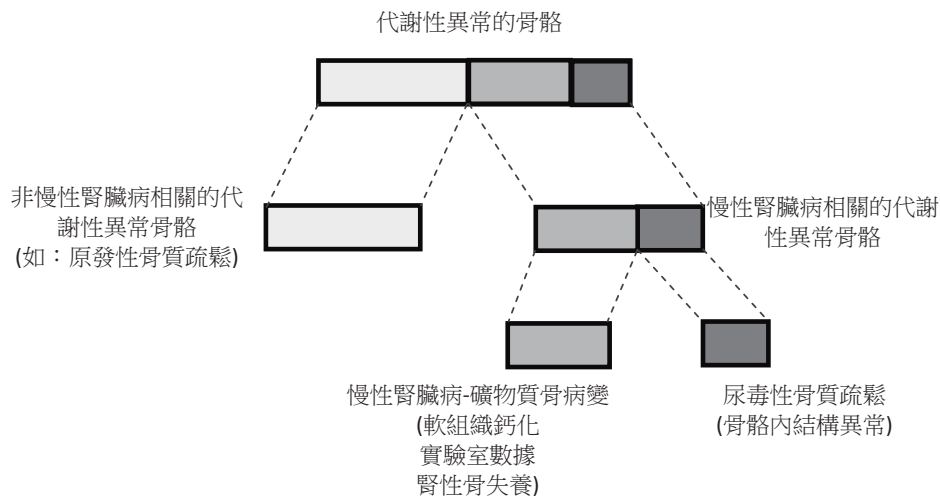 代謝性異常的骨骼
非慢性腎臟病相關的代
謝性異常骨骼
(如：原發性骨質疏鬆)
慢性腎臟病相關的代謝
性異常骨骼
慢性腎臟病-礦物質骨病變
(軟組織鈣化
實驗室數據
腎性骨失養)
尿毒性骨質疏鬆
(骨骼內結構異常)